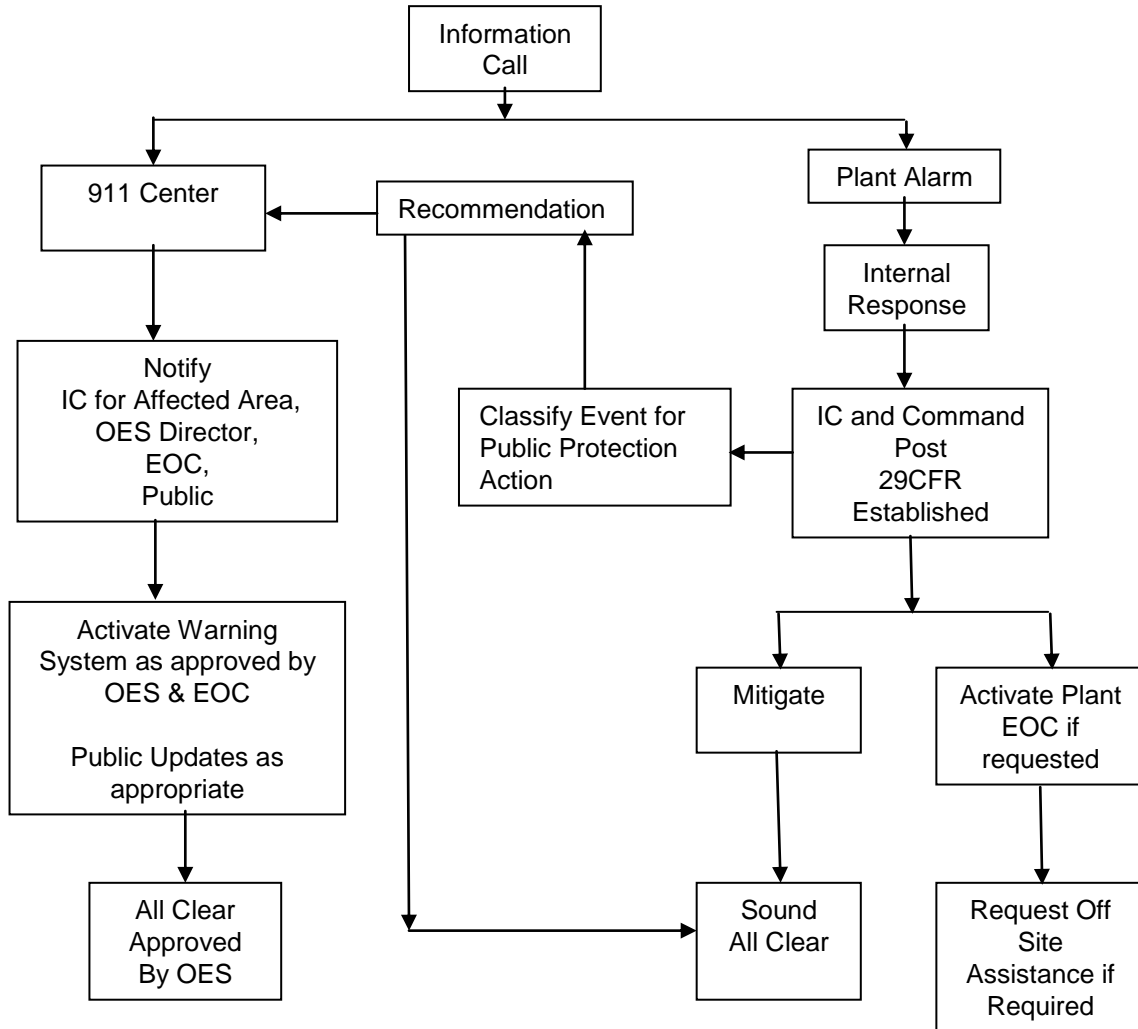 Information
Call
911 Center
Recommendation
Plant Alarm
Internal
Response
Notify
IC for Affected Area,
OES Director,
EOC,
Public
Classify Event for
Public Protection
Action
IC and Command
Post
29CFR
Established
Activate Warning
System as approved by
OES & EOC
Public Updates as
appropriate
Mitigate
Activate Plant
EOC if
requested
All Clear
Approved
By OES
Sound
All Clear
Request Off
Site
Assistance if
Required